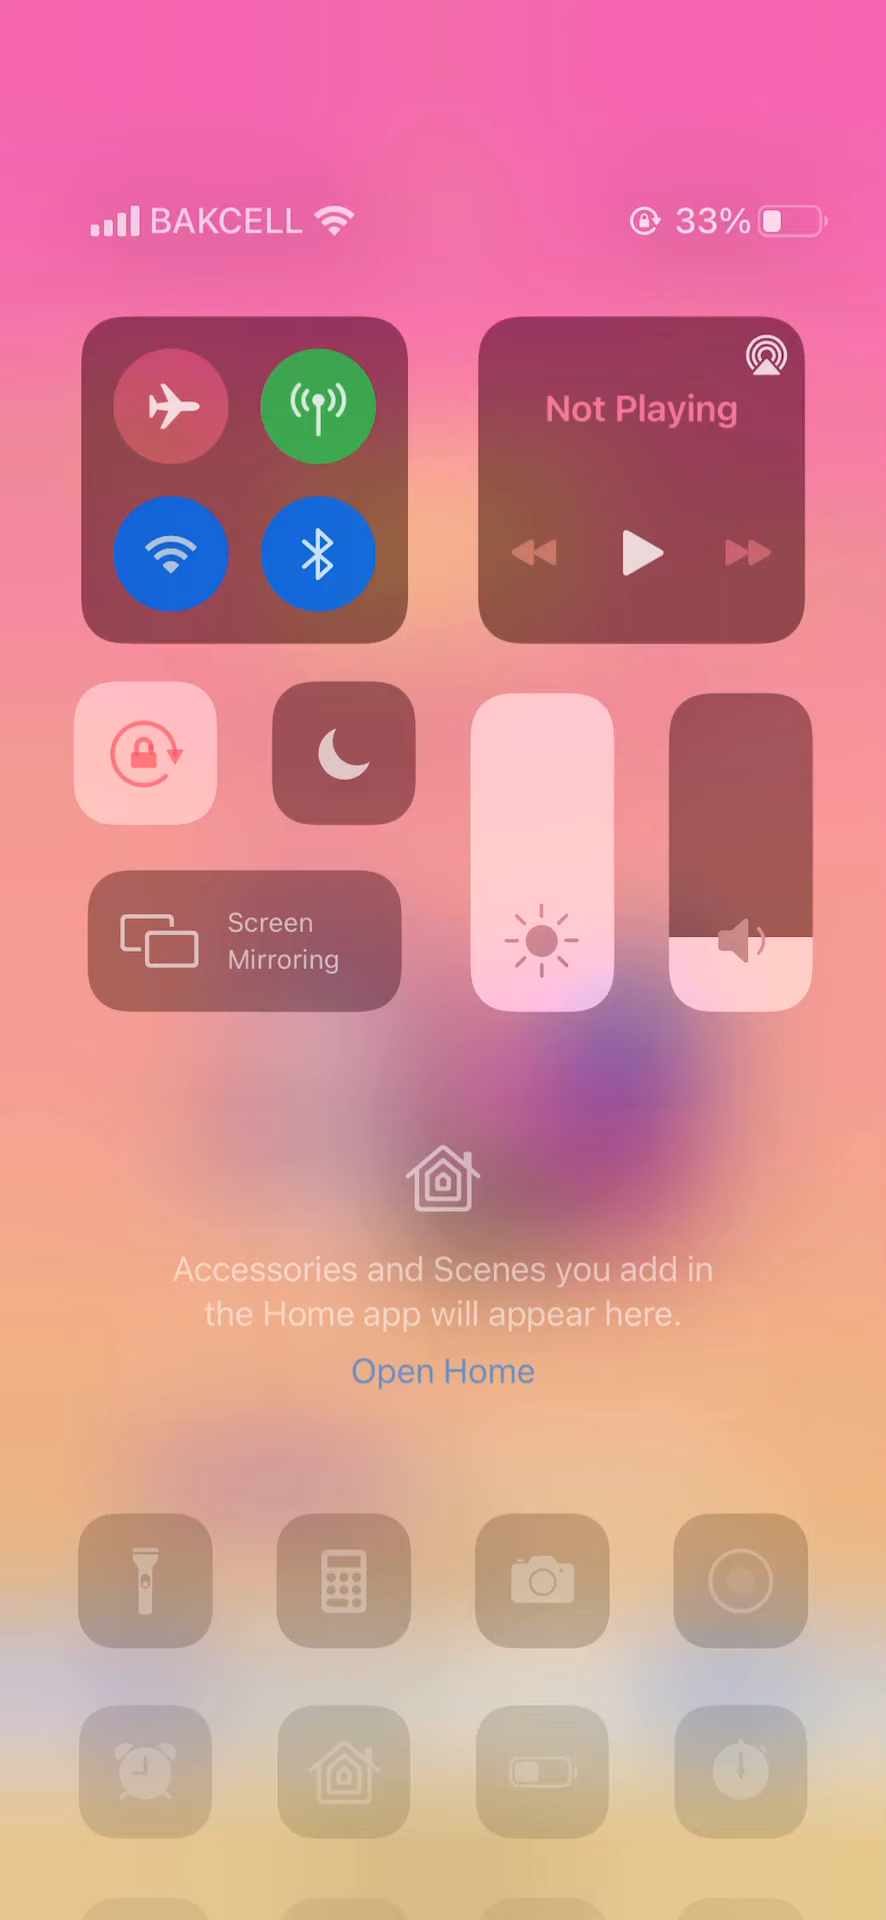 BAKCELL 33%
Not Playing
Screen
Mirroring
Accessories and Scenes you add in
the Home app will appear here.
Open Home